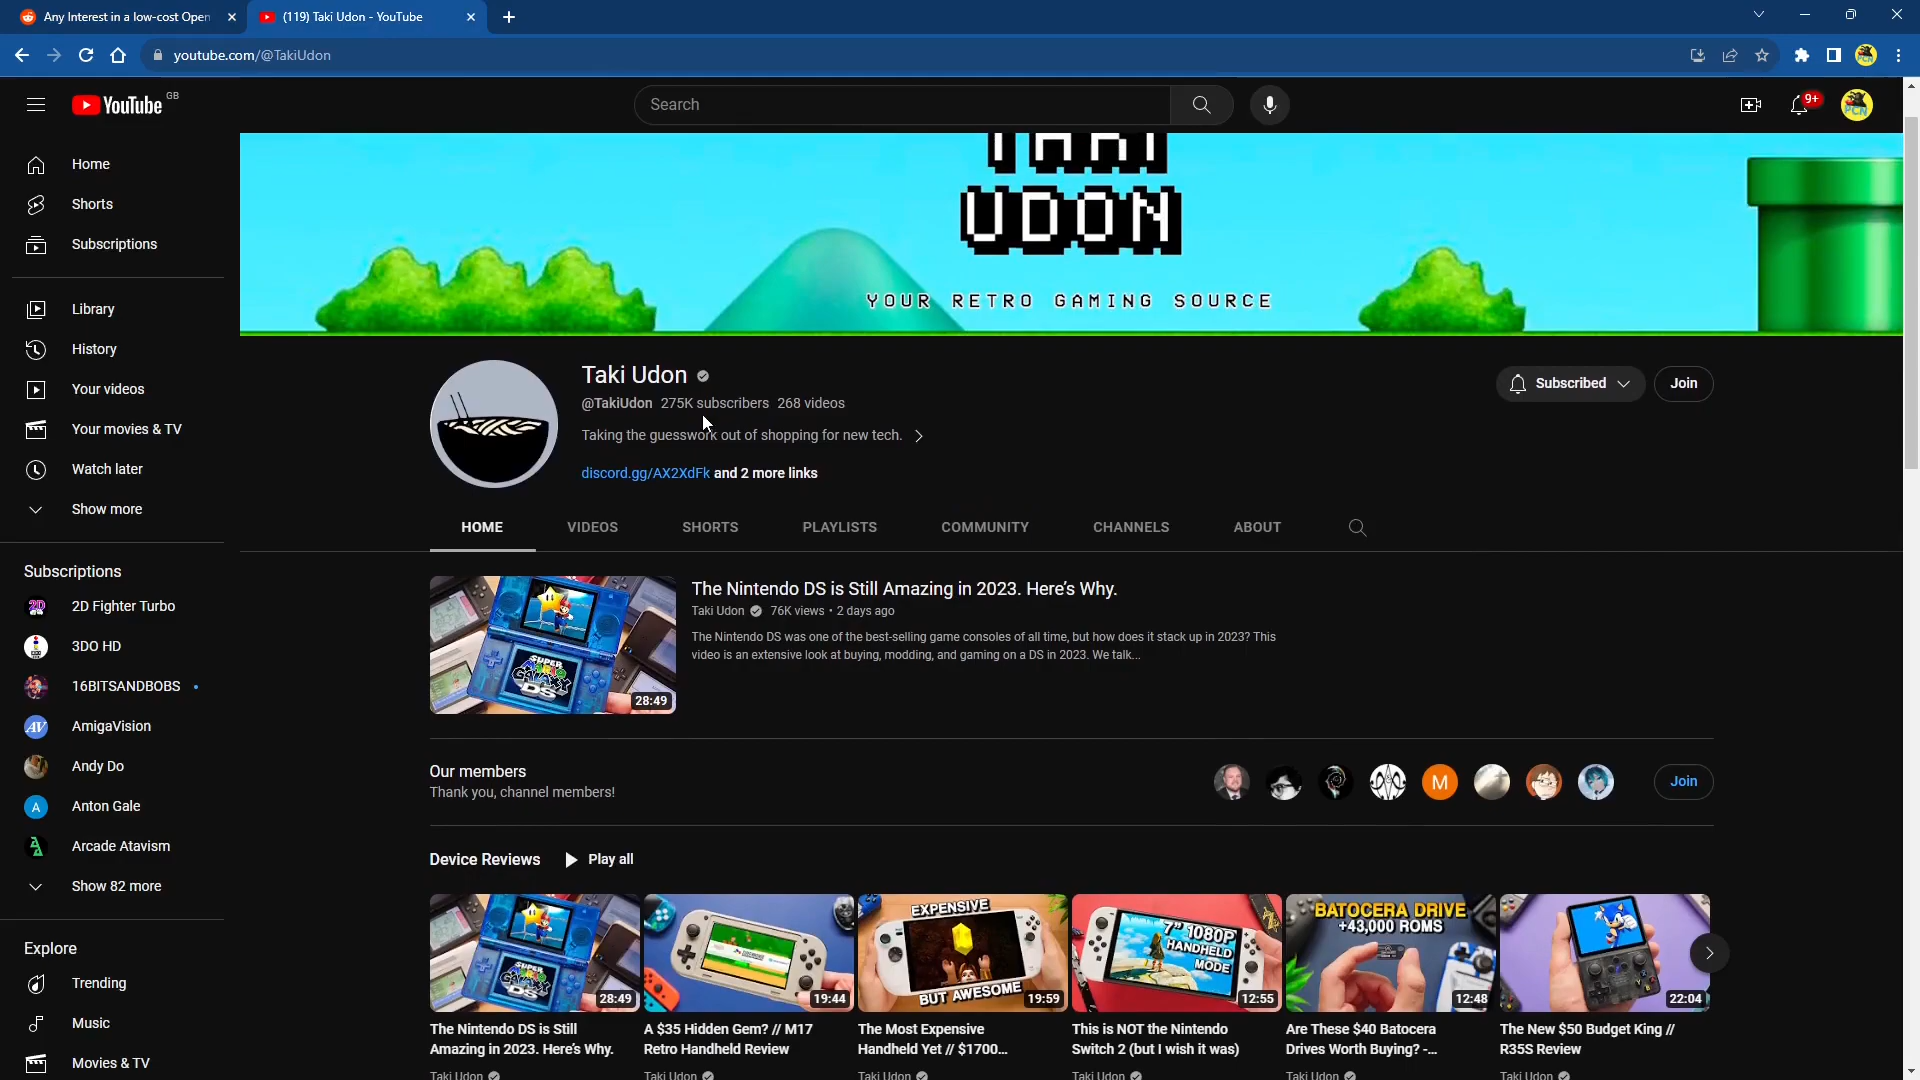 Any Interest in a low-cost Open
(119) Taki Udon - YouTube
youtube.com/@TakiUdon
YouTube GB
Search
9+
PCN
Home
Shorts
Subscriptions
Library
History
Your videos
Your movies & TV
Watch later
Show more
Subscriptions
2D Fighter Turbo
3DO HD
16BITSANDBOBS
AmigaVision
Andy Do
Anton Gale
Arcade Atavism
Show 82 more
Explore
Trending
Music
Movies & TV
TAKI
UDON
YOUR RETRO GAMING SOURCE
Taki Udon
@TakiUdon 275K subscribers 268 videos
Taking the guesswork out of shopping for new tech.
discord.gg/AX2XdFk and 2 more links
Subscribed
Join
HOME VIDEOS SHORTS PLAYLISTS COMMUNITY CHANNELS ABOUT
SUPER
MARIO
GALAXY
DS
28:49
The Nintendo DS is Still Amazing in 2023. Here's Why.
Taki Udon 76K views • 2 days ago
The Nintendo DS was one of the best-selling game consoles of all time, but how does it stack up in 2023? This
video is an extensive look at buying, modding, and gaming on a DS in 2023. We talk...
Our members
Thank you, channel members!
M
Join
Device Reviews Play all
28:49
The Nintendo DS is Still
Amazing in 2023. Here's Why.
Taki Udon
19:44
A $35 Hidden Gem? // M17
Retro Handheld Review
Taki Udon
EXPENSIVE
BUT AWESOME
19:59
The Most Expensive
Handheld Yet // $1700...
Taki Udon
7" 1080P
HANDHELD
MODE
12:55
This is NOT the Nintendo
Switch 2 (but I wish it was)
Taki Udon
BATOCERA DRIVE
+43,000 ROMS
12:48
Are These $40 Batocera
Drives Worth Buying? -...
Taki Udon
22:04
The New $50 Budget King //
R35S Review
Taki Udon